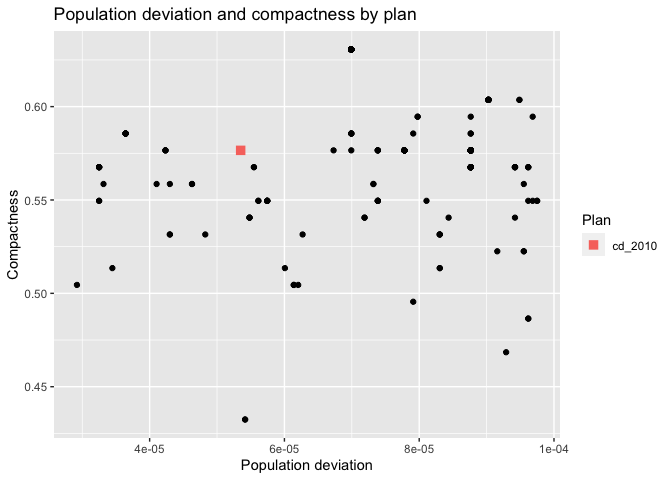 Population deviation and compactness by plan
Compactness
0.60
0.55
0.50
0.45
4e-05 6e-05 8e-05 1e-04
Population deviation
Plan
cd_2010